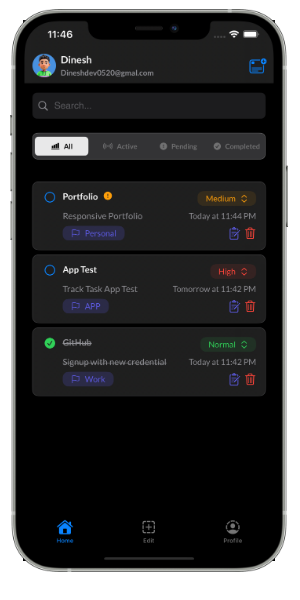 11:46
Dinesh
Dineshdev0520@gmal.com
Search...
All Active Pending Completed
Portfolio Medium
Responsive Portfolio Today at 11:44 PM
Personal
App Test High
Track Task App Test Tomorrow at 11:42 PM
APP
GitHub Normal
Signup with new credential Today at 11:42 PM
Work
Home Edit Profile